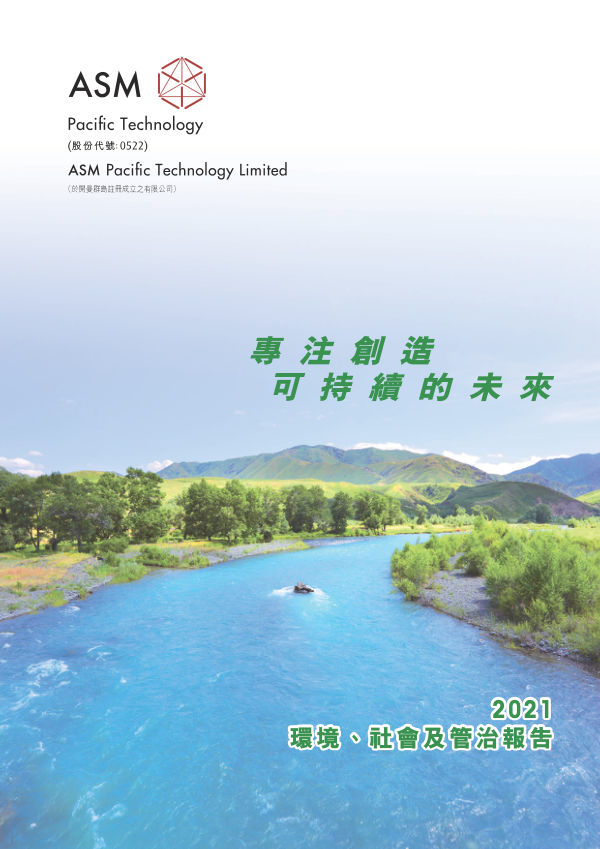 ASM
Pacific Technology
(股份代號: 0522)
ASM Pacific Technology Limited
(於開曼群島註冊成立之有限公司)
專注創造
可持續的未來
2021
環境、社會及管治報告